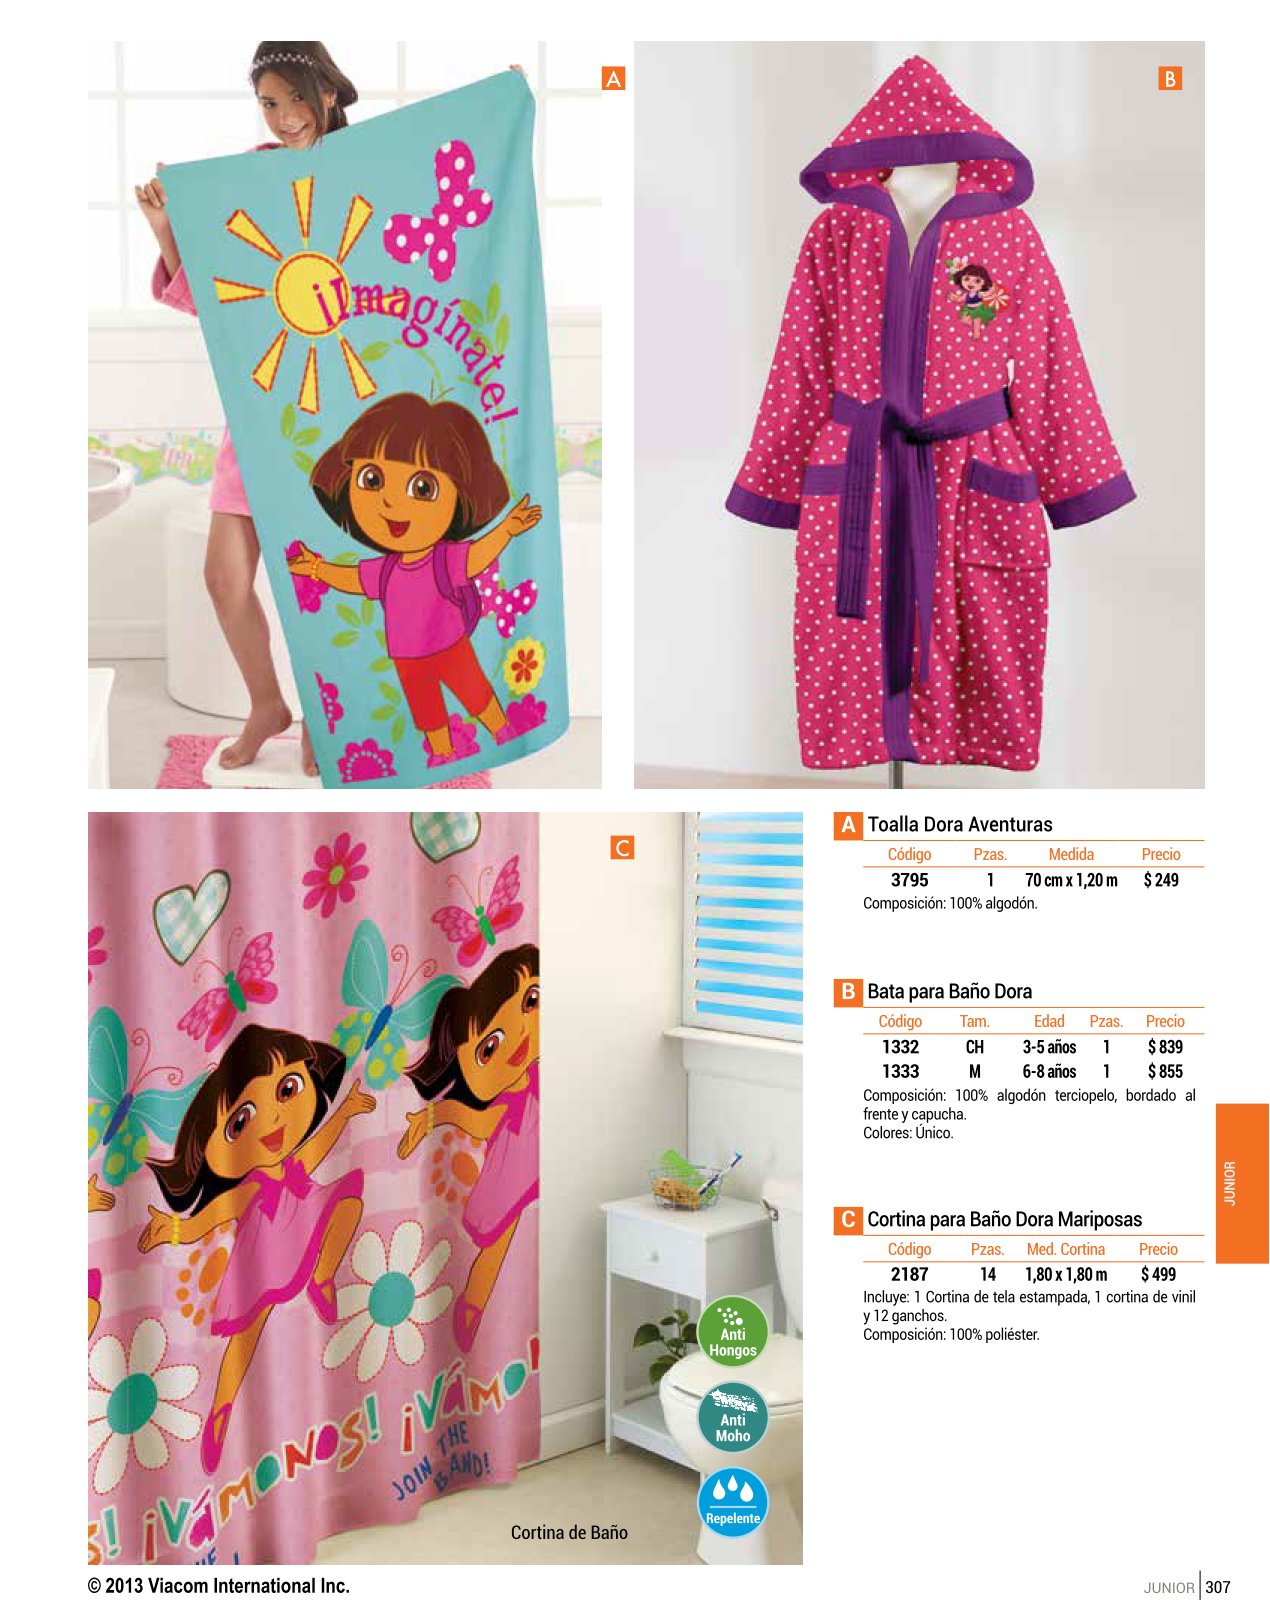 A
¡Imagínate!
B
C
¡Vámonos! ¡Vámo
JOIN THE
BAND!
S! ¡Vámonos!
Anti
Hongos
Anti
Moho
Repelente
Cortina de Baño
A Toalla Dora Aventuras
Código Pzas. Medida Precio
3795 1 70 cm x 1,20 m $ 249
Composición: 100% algodón.
B Bata para Baño Dora
Código Tam. Edad Pzas. Precio
1332 CH 3-5 años 1 $ 839
1333 M 6-8 años 1 $ 855
Composición: 100% algodón terciopelo, bordado al
frente y capucha.
Colores: Único.
C Cortina para Baño Dora Mariposas
Código Pzas. Med. Cortina Precio
2187 14 1,80 x 1,80 m $ 499
Incluye: 1 Cortina de tela estampada, 1 cortina de vinil
y 12 ganchos.
Composición: 100% poliéster.
JUNIOR
© 2013 Viacom International Inc.
JUNIOR 307